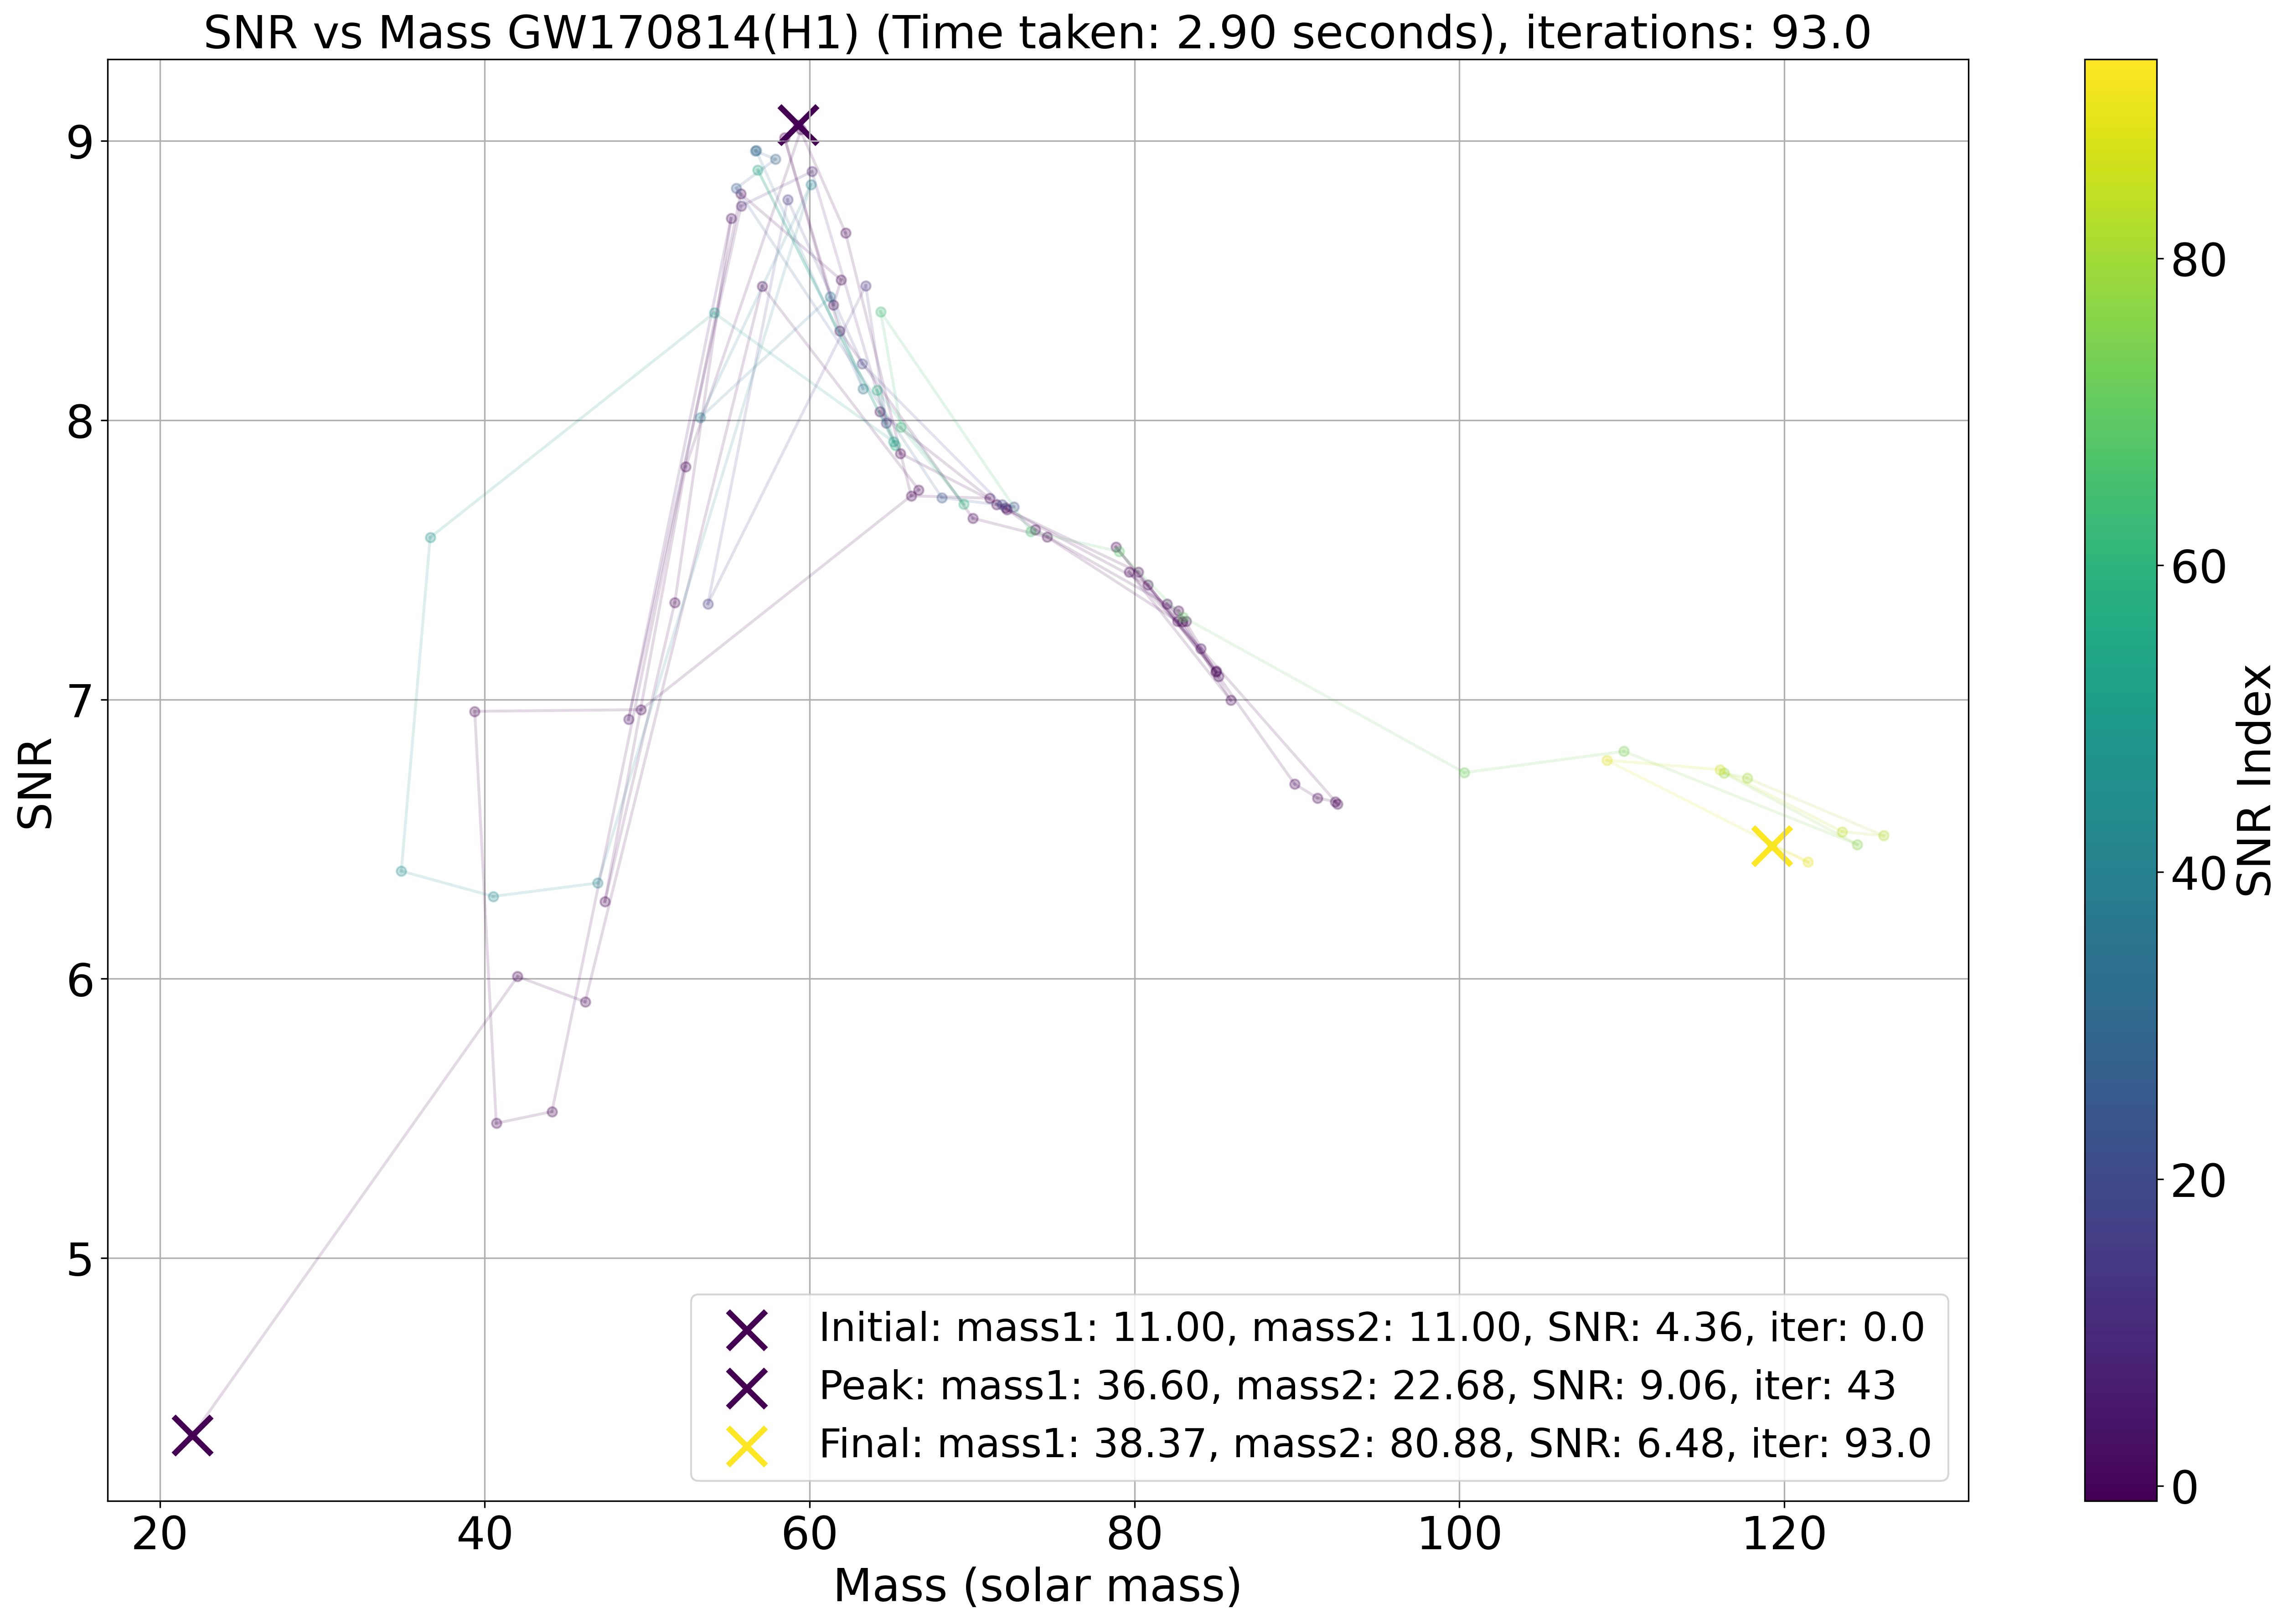 SNR vs Mass GW170814(H1) (Time taken: 2.90 seconds), iterations: 93.0
9
8
7
6
5
SNR
20 40 60 80 100 120
Mass (solar mass)
Initial: mass1: 11.00, mass2: 11.00, SNR: 4.36, iter: 0.0
Peak: mass1: 36.60, mass2: 22.68, SNR: 9.06, iter: 43
Final: mass1: 38.37, mass2: 80.88, SNR: 6.48, iter: 93.0
80
60
40
20
0
SNR Index